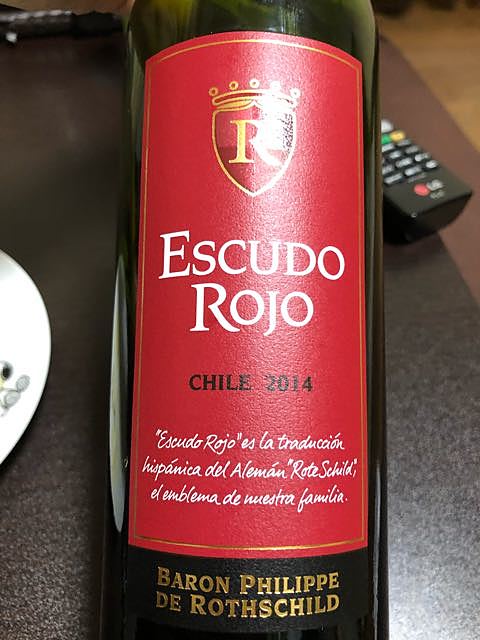 R
ESCUDO
ROJO
CHILE 2014
"Escudo Rojo" es la traducción
hispánica del Alemán "Rote Schild",
el emblema de nuestra familia.
BARON PHILIPPE
DE ROTHSCHILD
LG